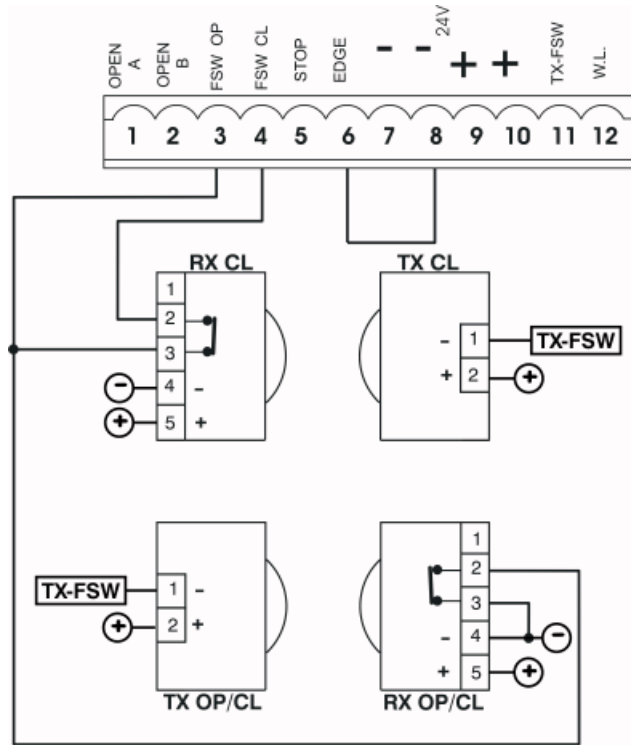 OPEN A
OPEN B
FSW OP
FSW CL
STOP
EDGE
-
- 24V
+
+
TX-FSW
W.L.
1 2 3 4 5 6 7 8 9 10 11 12
RX CL
1
2
3
- 4 -
+ 5 +
TX CL
- 1 TX-FSW
+ 2 +
TX-FSW 1 -
+ 2 +
TX OP/CL
1
2
3
- 4 -
+ 5 +
RX OP/CL